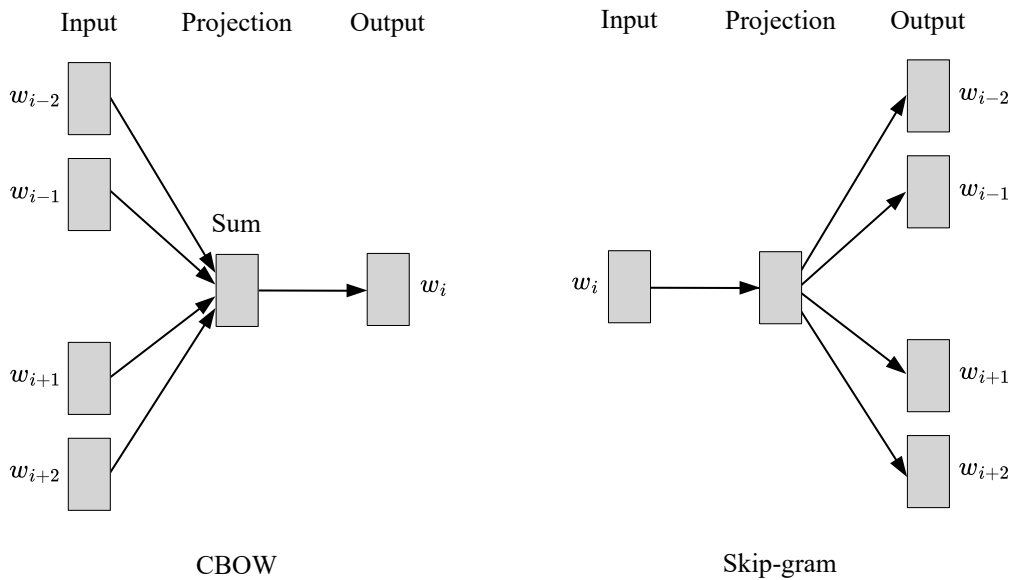 Input Projection Output
w_{i-2}
w_{i-1}
Sum
w_i
w_{i+1}
w_{i+2}
CBOW
Input Projection Output
w_{i-2}
w_{i-1}
w_i
w_{i+1}
w_{i+2}
Skip-gram